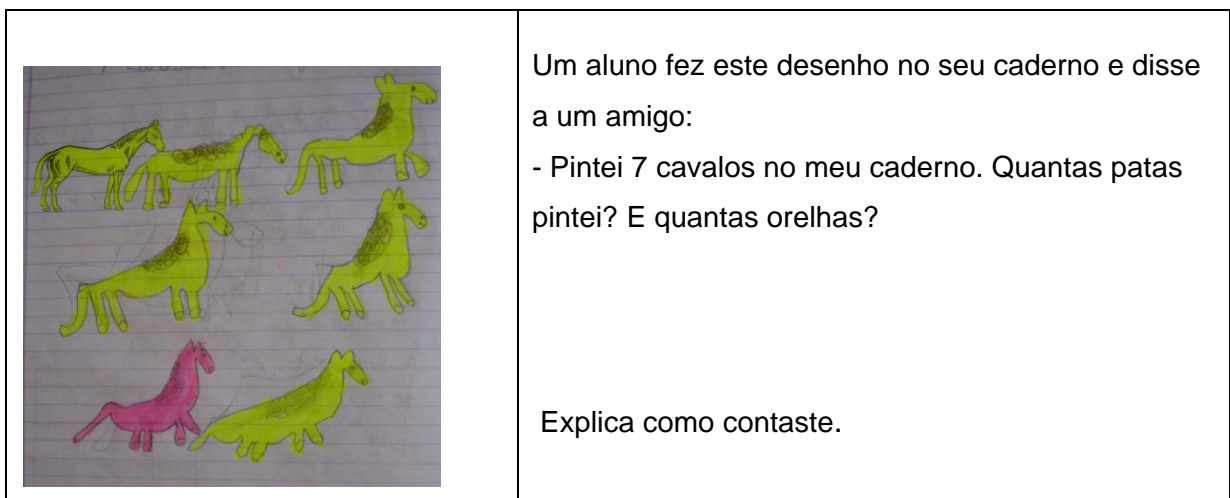 Um aluno fez este desenho no seu caderno e disse
a um amigo:
- Pintei 7 cavalos no meu caderno. Quantas patas
pintei? E quantas orelhas?
Explica como contaste.